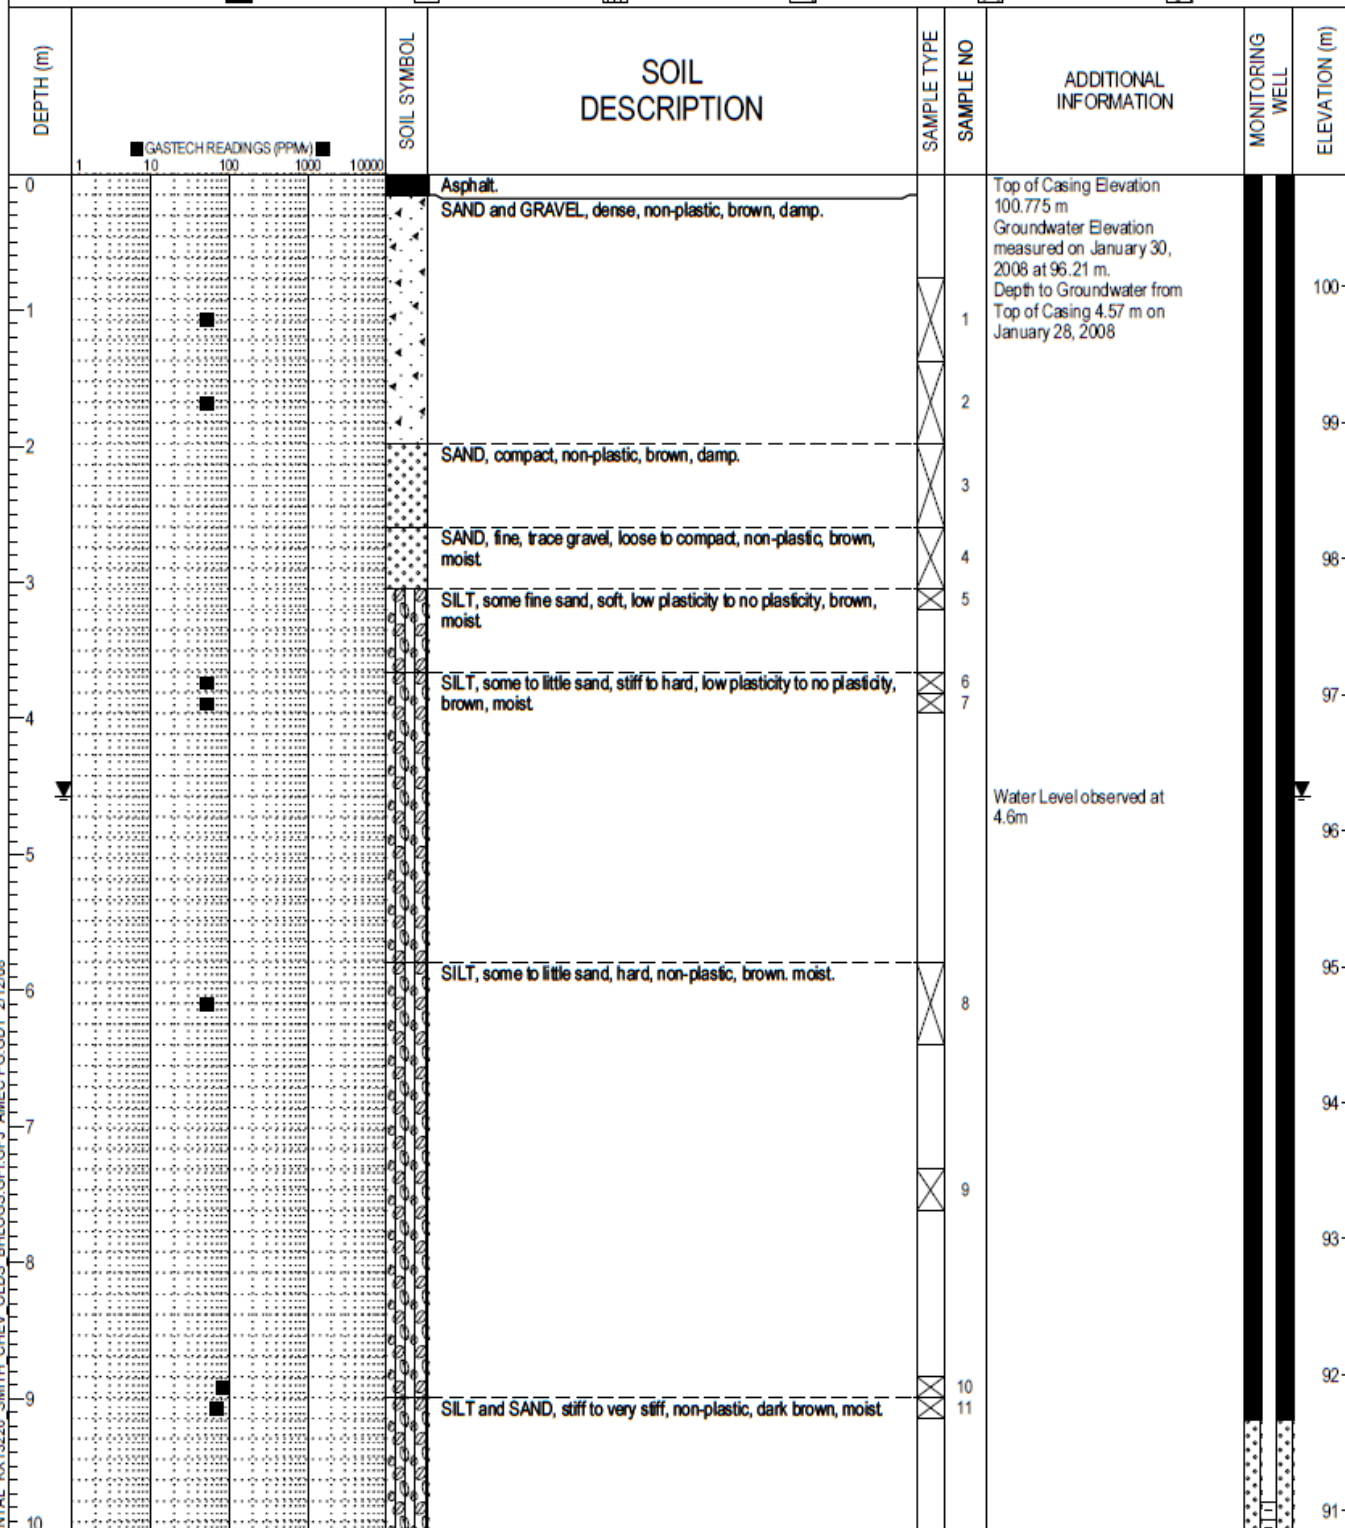 DEPTH (m)
GASTECH READINGS (PPMv)
1 10 100 1000 10000
SOIL SYMBOL
SOIL
DESCRIPTION
SAMPLE TYPE
SAMPLE NO
ADDITIONAL
INFORMATION
MONITORING
WELL
ELEVATION (m)
0
Asphalt.
SAND and GRAVEL, dense, non-plastic, brown, damp.
Top of Casing Elevation
100.775 m
Groundwater Elevation
measured on January 30,
2008 at 96.21 m.
Depth to Groundwater from
Top of Casing 4.57 m on
January 28, 2008
100
1
1
2
99
2
SAND, compact, non-plastic, brown, damp.
3
SAND, fine, trace gravel, loose to compact, non-plastic, brown,
moist.
4
98
3
SILT, some fine sand, soft, low plasticity to no plasticity, brown,
moist.
5
SILT, some to little sand, stiff to hard, low plasticity to no plasticity,
brown, moist.
6
7
97
4
Water Level observed at
4.6m
96
5
95
SILT, some to little sand, hard, non-plastic, brown. moist.
6
8
94
7
9
93
8
92
10
9
SILT and SAND, stiff to very stiff, non-plastic, dark brown, moist.
11
91
10